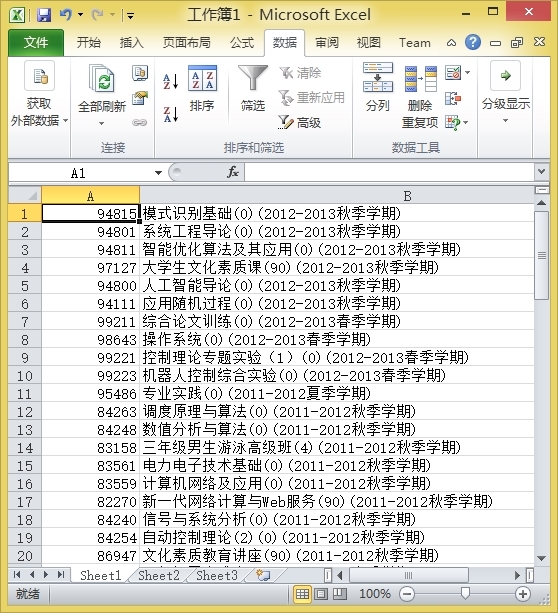 工作簿1 - Microsoft Excel
文件 开始 插入 页面布局 公式 数据 审阅 视图 Team
获取外部数据 全部刷新 排序 筛选 清除 重新应用 高级 分列 删除重复项 分级显示
连接 排序和筛选 数据工具
A1 fx
A B
1 94815 模式识别基础(0)(2012-2013秋季学期)
2 94801 系统工程导论(0)(2012-2013秋季学期)
3 94811 智能优化算法及其应用(0)(2012-2013秋季学期)
4 97127 大学生文化素质课(90)(2012-2013秋季学期)
5 94800 人工智能导论(0)(2012-2013秋季学期)
6 94111 应用随机过程(0)(2012-2013秋季学期)
7 99211 综合论文训练(0)(2012-2013春季学期)
8 98643 操作系统(0)(2012-2013春季学期)
9 99221 控制理论专题实验（1）(0)(2012-2013春季学期)
10 99223 机器人控制综合实验(0)(2012-2013春季学期)
11 95486 专业实践(0)(2011-2012夏季学期)
12 84263 调度原理与算法(0)(2011-2012秋季学期)
13 84248 数值分析与算法(0)(2011-2012秋季学期)
14 83158 三年级男生游泳高级班(4)(2011-2012秋季学期)
15 83561 电力电子技术基础(0)(2011-2012秋季学期)
16 83559 计算机网络及应用(0)(2011-2012秋季学期)
17 82270 新一代网络计算与Web服务(90)(2011-2012秋季学期)
18 84240 信号与系统分析(0)(2011-2012秋季学期)
19 84254 自动控制理论(2)(0)(2011-2012秋季学期)
20 86947 文化素质教育讲座(90)(2011-2012秋季学期)
Sheet1 Sheet2 Sheet3
就绪 100%